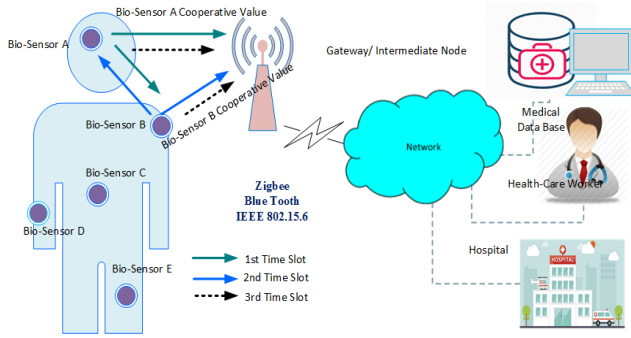 Bio-Sensor A Cooperative Value
Bio-Sensor A
Gateway/ Intermediate Node
Bio-Sensor B Cooperative Value
Bio-Sensor B
Medical
Data Base
Network
Bio-Sensor C
Health-Care Worker
Zigbee
Blue Tooth
IEEE 802.15.6
Bio-Sensor D
Hospital
HOSPITAL
Bio-Sensor E
1st Time Slot
2nd Time Slot
3rd Time Slot